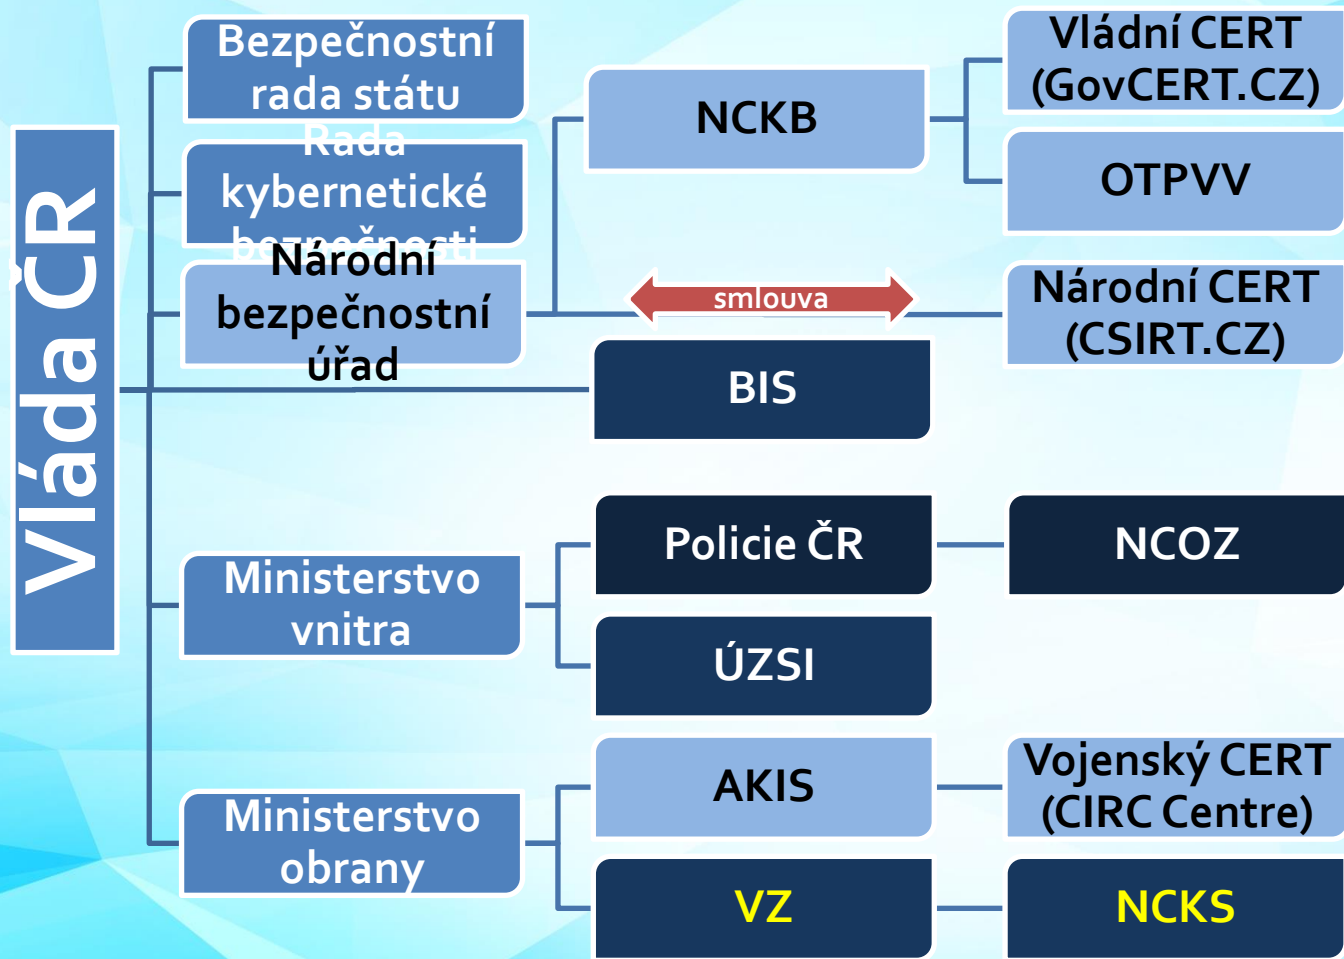 Vláda ČR
Bezpečnostní
rada státu
Rada
kybernetické
bezpečnosti
Národní
bezpečnostní
úřad
Ministerstvo
vnitra
Ministerstvo
obrany
NCKB
smlouva
BIS
Policie ČR
ÚZSI
AKIS
VZ
Vládní CERT
(GovCERT.CZ)
OTPVV
Národní CERT
(CSIRT.CZ)
NCOZ
Vojenský CERT
(CIRC Centre)
NCKS